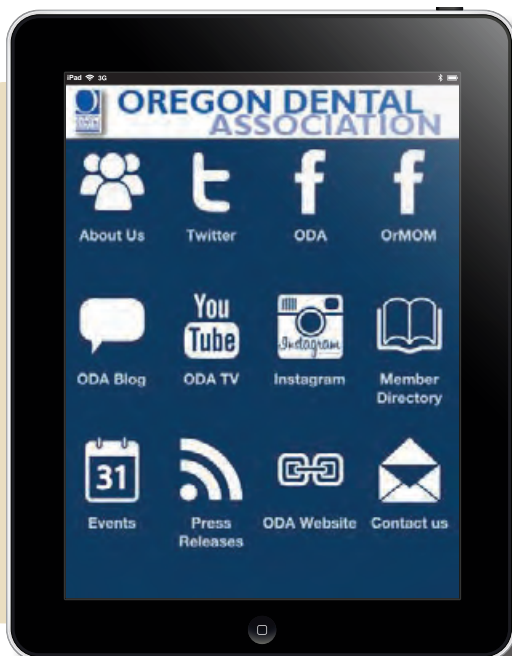 iPad 3G
OREGON DENTAL
ASSOCIATION
About Us Twitter ODA OrMOM
You
Tube
Instagram
ODA Blog ODA TV Instagram Member
Directory
31
Events Press
Releases ODA Website Contact us